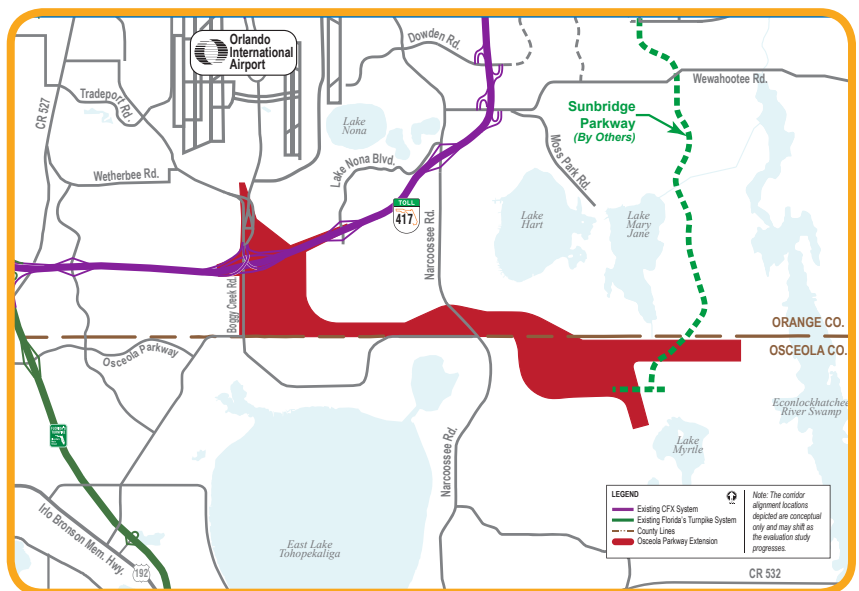 Orlando
International
Airport
Dowden Rd.
Wewahootee Rd.
CR 527
Tradeport Rd.
Lake
Nona
Sunbridge
Parkway
(By Others)
Moss Park Rd.
Wetherbee Rd.
Lake Nona Blvd.
TOLL
417
Narcoossee Rd.
Lake
Hart
Lake
Mary
Jane
Boggy Creek Rd.
ORANGE CO.
OSCEOLA CO.
Osceola Parkway
Econlockhatchee
River Swamp
Narcoossee Rd.
Lake
Myrtle
Irlo Bronson Mem. Hwy.
192
East Lake
Tohopekaliga
LEGEND
Existing CFX System
Existing Florida's Turnpike System
County Lines
Osceola Parkway Extension
Note: The corridor
alignment locations
depicted are conceptual
only and may shift as
the evaluation study
progresses.
CR 532